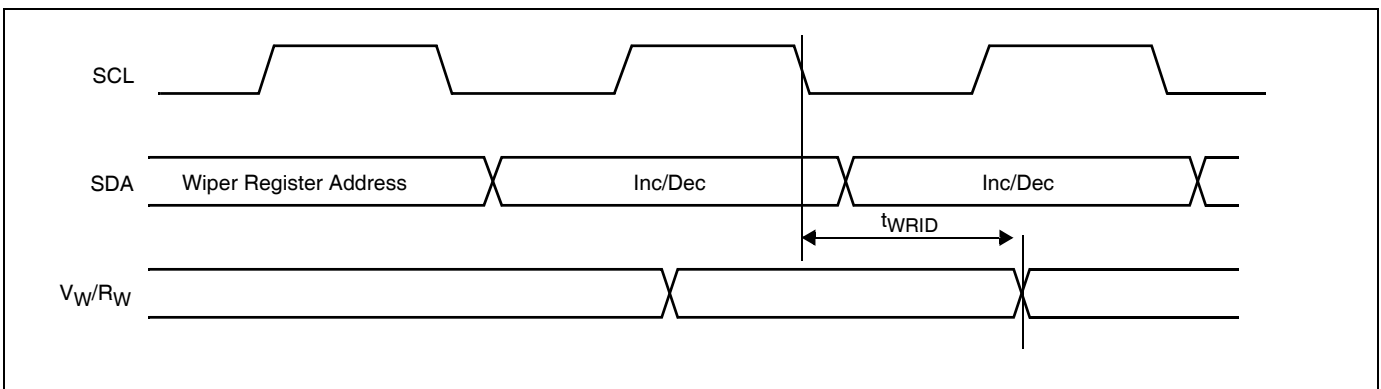 SCL
SDA Wiper Register Address Inc/Dec Inc/Dec
tWRID
VW/RW